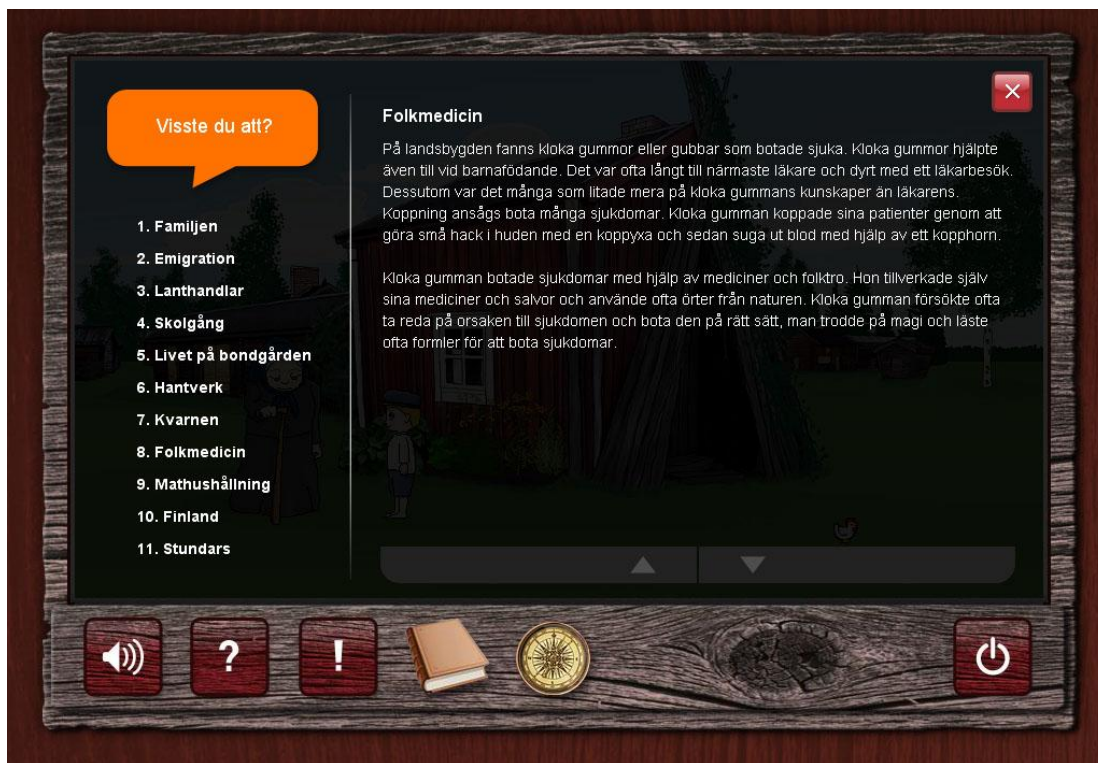 Visste du att?
1. Familjen
2. Emigration
3. Lanthandlar
4. Skolgång
5. Livet på bondgården
6. Hantverk
7. Kvarnen
8. Folkmedicin
9. Mathushållning
10. Finland
11. Stundars
Folkmedicin
På landsbygden fanns kloka gummor eller gubbar som botade sjuka. Kloka gummor hjälpte
även till vid barnafödande. Det var ofta långt till närmaste läkare och dyrt med ett läkarbesök.
Dessutom var det många som litade mera på kloka gummans kunskaper än läkarens.
Koppning ansågs bota många sjukdomar. Kloka gumman koppade sina patienter genom att
göra små hack i huden med en koppyxa och sedan suga ut blod med hjälp av ett kopphorn.
Kloka gumman botade sjukdomar med hjälp av mediciner och folktro. Hon tillverkade själv
sina mediciner och salvor och använde ofta örter från naturen. Kloka gumman försökte ofta
ta reda på orsaken till sjukdomen och bota den på rätt sätt, man trodde på magi och läste
ofta formler för att bota sjukdomar.
? !